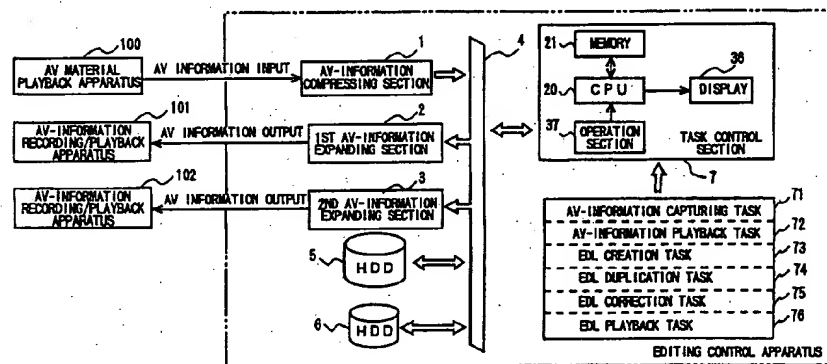 100
AV MATERIAL
PLAYBACK APPARATUS
AV INFORMATION INPUT
1
AV-INFORMATION
COMPRESSING SECTION
4
101
AV-INFORMATION
RECORDING/PLAYBACK
APPARATUS
AV INFORMATION OUTPUT
2
1ST AV-INFORMATION
EXPANDING SECTION
102
AV-INFORMATION
RECORDING/PLAYBACK
APPARATUS
AV INFORMATION OUTPUT
3
2ND AV-INFORMATION
EXPANDING SECTION
5
HDD
6
HDD
21
MEMORY
36
20
CPU
DISPLAY
37
OPERATION
SECTION
TASK CONTROL
SECTION
7
71
AV-INFORMATION CAPTURING TASK
72
AV-INFORMATION PLAYBACK TASK
73
EDL CREATION TASK
74
EDL DUPLICATION TASK
75
EDL CORRECTION TASK
76
EDL PLAYBACK TASK
EDITING CONTROL APPARATUS